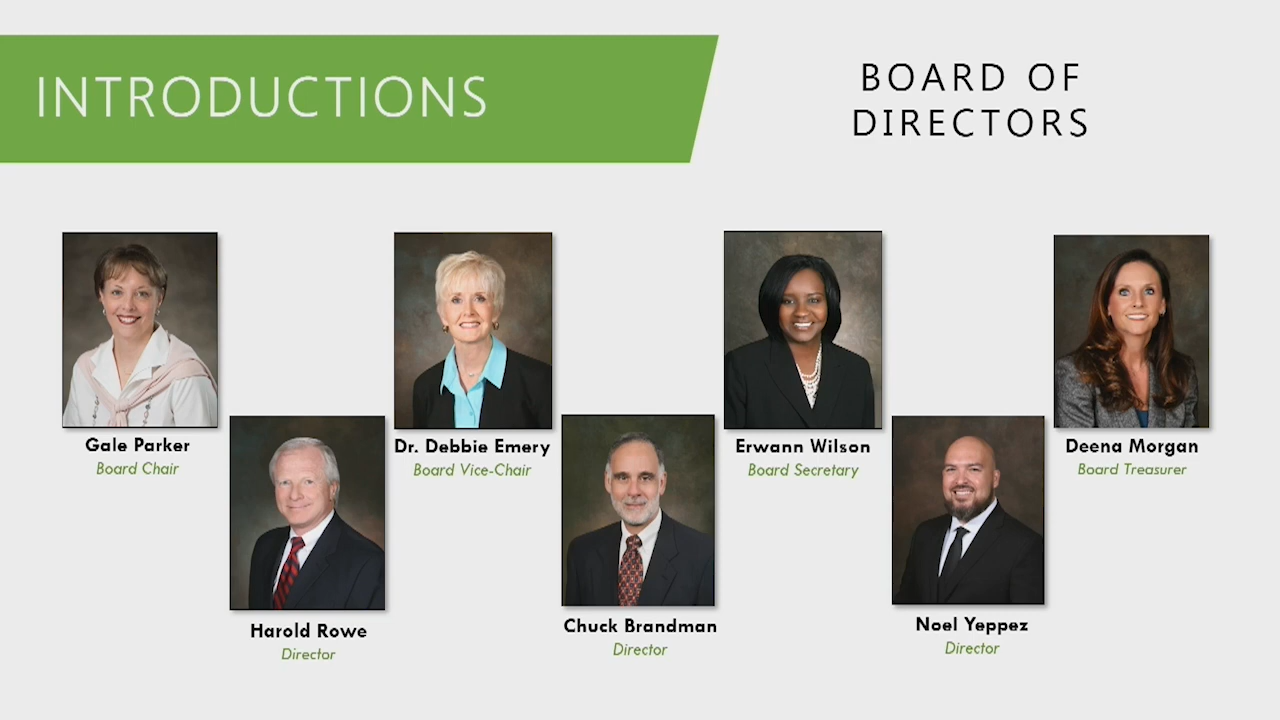 INTRODUCTIONS
BOARD OF
DIRECTORS
Gale Parker
Board Chair
Dr. Debbie Emery
Board Vice-Chair
Erwann Wilson
Board Secretary
Deena Morgan
Board Treasurer
Harold Rowe
Director
Chuck Brandman
Director
Noel Yeppez
Director